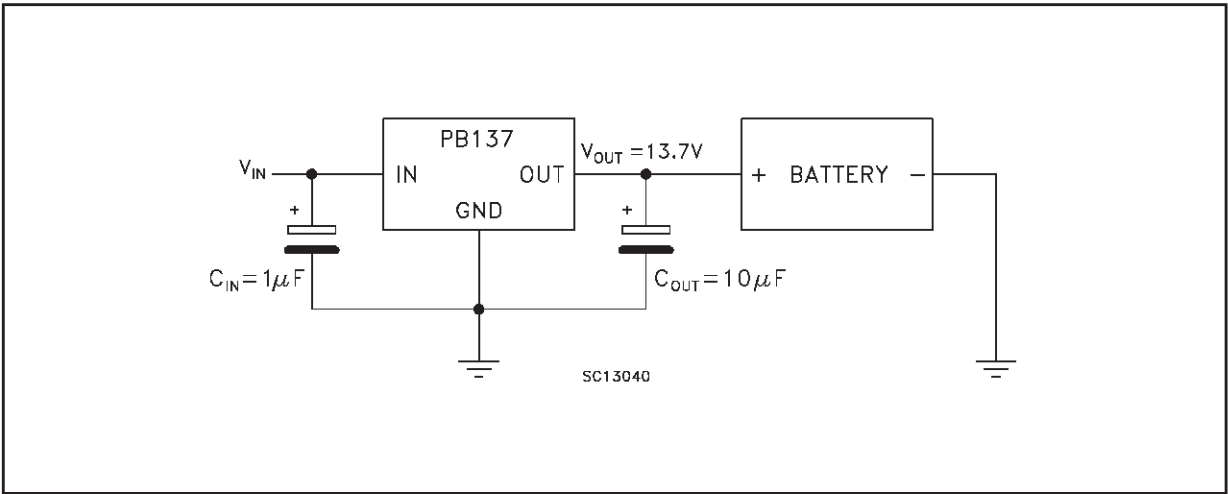 PB137
V_IN
IN
OUT
GND
V_OUT =13.7V
+ BATTERY −
+
+
C_IN=1μF
C_OUT=10μF
SC13040